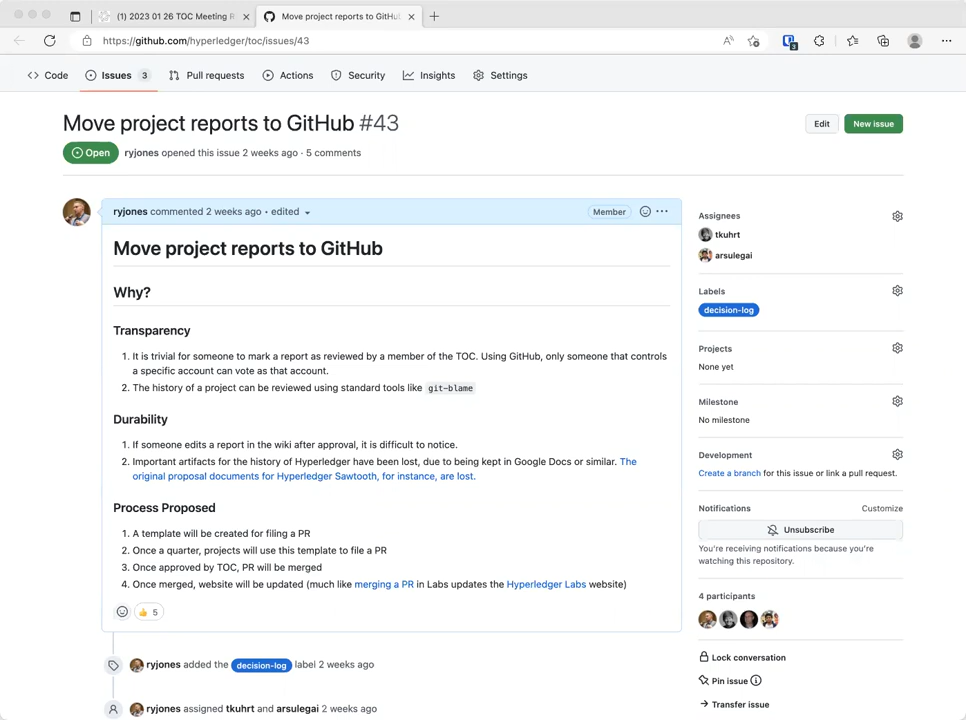 (1) 2023 01 26 TOC Meeting R
Move project reports to GitHu
https://github.com/hyperledger/toc/issues/43
3
Code
Issues 3
Pull requests
Actions
Security
Insights
Settings
Move project reports to GitHub #43
Edit
New issue
Open
ryjones opened this issue 2 weeks ago · 5 comments
ryjones commented 2 weeks ago • edited
Member
Move project reports to GitHub
Why?
Transparency
1. It is trivial for someone to mark a report as reviewed by a member of the TOC. Using GitHub, only someone that controls
a specific account can vote as that account.
2. The history of a project can be reviewed using standard tools like git-blame
Durability
1. If someone edits a report in the wiki after approval, it is difficult to notice.
2. Important artifacts for the history of Hyperledger have been lost, due to being kept in Google Docs or similar. The
original proposal documents for Hyperledger Sawtooth, for instance, are lost.
Process Proposed
1. A template will be created for filing a PR
2. Once a quarter, projects will use this template to file a PR
3. Once approved by TOC, PR will be merged
4. Once merged, website will be updated (much like merging a PR in Labs updates the Hyperledger Labs website)
👍 5
ryjones added the decision-log label 2 weeks ago
ryjones assigned tkuhrt and arsulegai 2 weeks ago
Assignees
tkuhrt
arsulegai
Labels
decision-log
Projects
None yet
Milestone
No milestone
Development
Create a branch for this issue or link a pull request.
Notifications
Customize
Unsubscribe
You're receiving notifications because you're
watching this repository.
4 participants
Lock conversation
Pin issue
Transfer issue